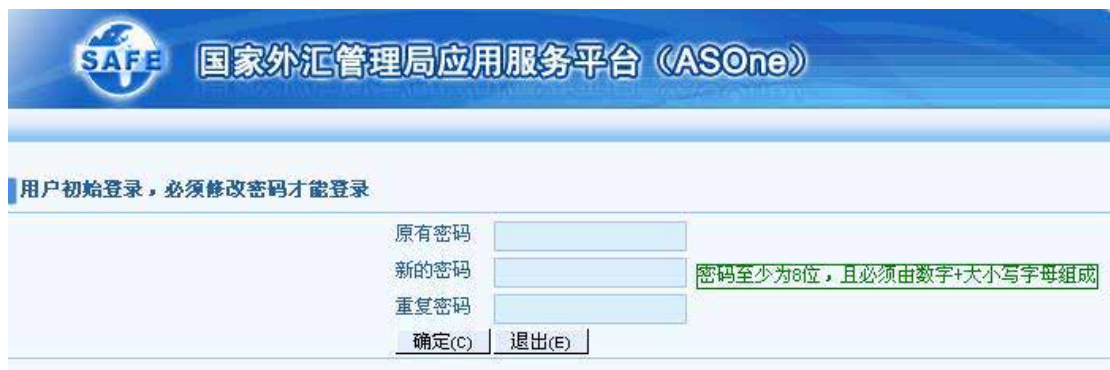 SAFE 国家外汇管理局应用服务平台（ASOne）
用户初始登录，必须修改密码才能登录
原有密码
新的密码 密码至少为8位，且必须由数字+大小写字母组成
重复密码
确定(C) 退出(E)